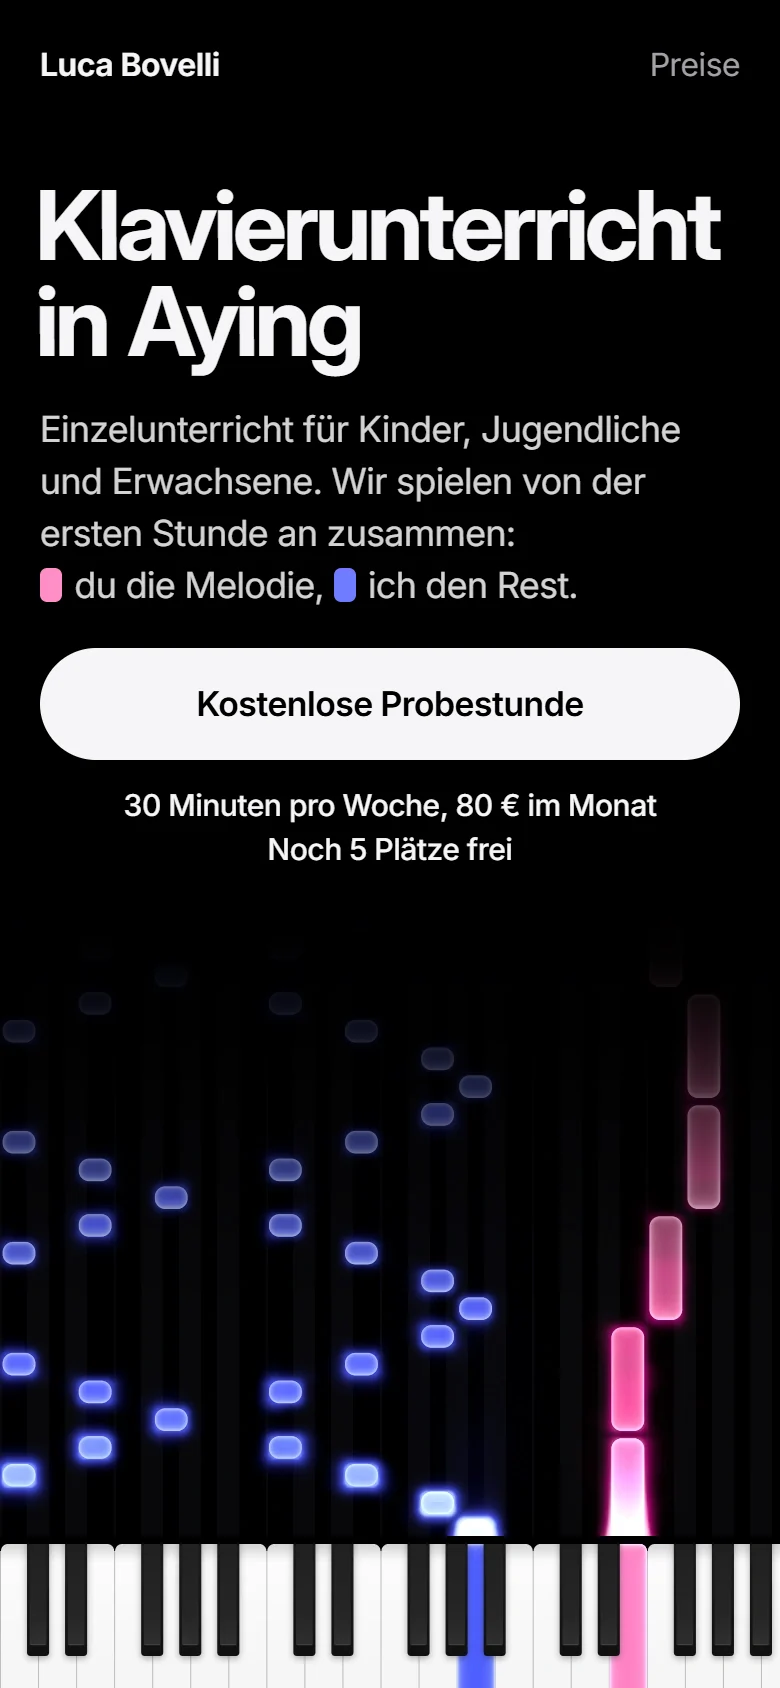 Luca Bovelli
Preise
Klavierunterricht
in Aying
Einzelunterricht für Kinder, Jugendliche
und Erwachsene. Wir spielen von der
ersten Stunde an zusammen:
du die Melodie, ich den Rest.
Kostenlose Probestunde
30 Minuten pro Woche, 80 € im Monat
Noch 5 Plätze frei